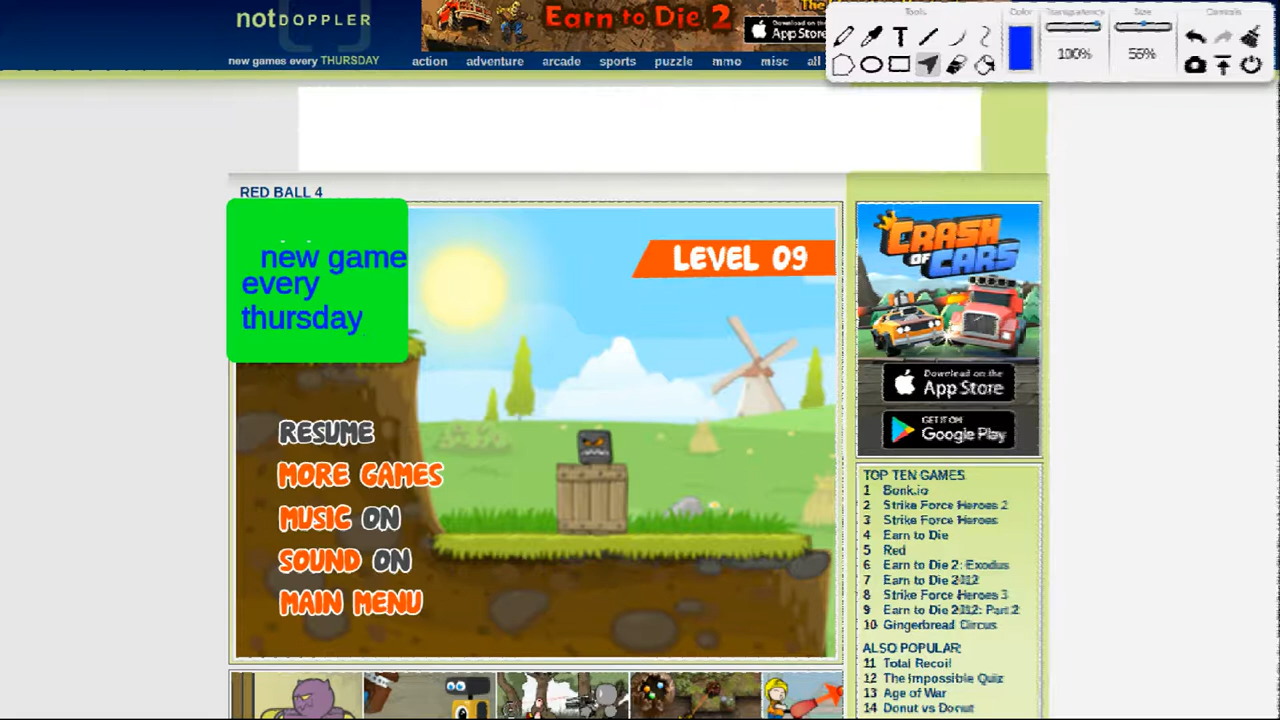 notDOPPLER
new games every THURSDAY
Earn to Die 2
App Store
action adventure arcade sports puzzle mmo misc all
Tools
Color
Transparency
Size
Controls
T
100%
55%
RED BALL 4
new game
every
thursday
LEVEL 09
RESUME
MORE GAMES
MUSIC ON
SOUND ON
MAIN MENU
CRASH
OF
CARS
Download on the
App Store
GET IT ON
Google Play
TOP TEN GAMES
1 Bonk.io
2 Strike Force Heroes 2
3 Strike Force Heroes
4 Earn to Die
5 Red
6 Earn to Die 2: Exodus
7 Earn to Die 2012
8 Strike Force Heroes 3
9 Earn to Die 2012: Part 2
10 Gingerbread Circus
ALSO POPULAR
11 Total Recoil
12 The Impossible Quiz
13 Age of War
14 Donut vs Donut